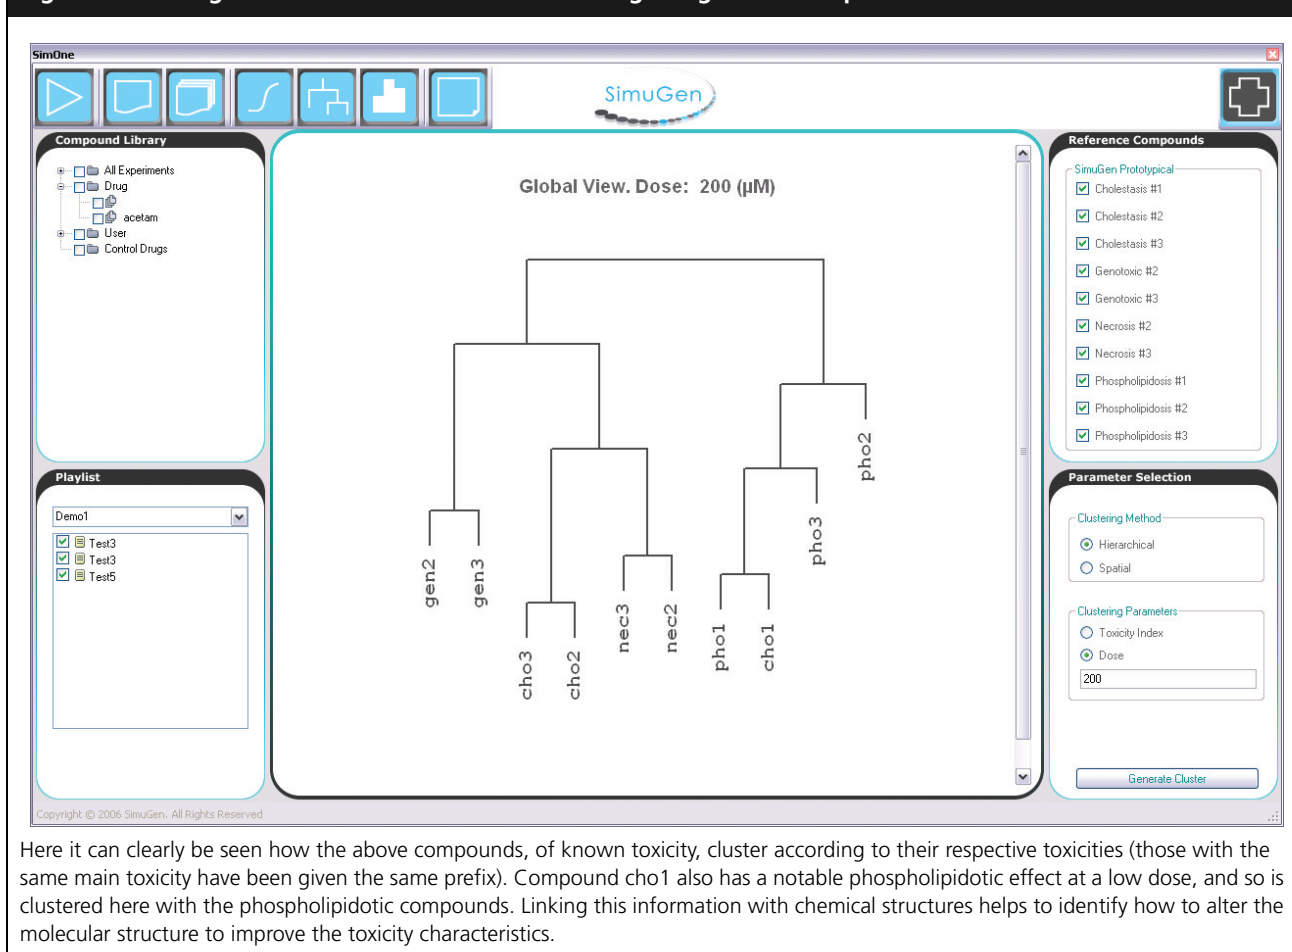 SimOne
SimuGen
Compound Library
All Experiments
Drug
acetam
User
Control Drugs
Playlist
Demo1
Test3
Test3
Test5
Global View. Dose: 200 (µM)
gen2
gen3
cho3
cho2
nec3
nec2
pho1
cho1
pho3
pho2
Reference Compounds
SimuGen Prototypical
Cholestasis #1
Cholestasis #2
Cholestasis #3
Genotoxic #2
Genotoxic #3
Necrosis #2
Necrosis #3
Phospholipidosis #1
Phospholipidosis #2
Phospholipidosis #3
Parameter Selection
Clustering Method
Hierarchical
Spatial
Clustering Parameters
Toxicity Index
Dose
200
Generate Cluster
Copyright © 2006 SimuGen. All Rights Reserved
Here it can clearly be seen how the above compounds, of known toxicity, cluster according to their respective toxicities (those with the
same main toxicity have been given the same prefix). Compound cho1 also has a notable phospholipidotic effect at a low dose, and so is
clustered here with the phospholipidotic compounds. Linking this information with chemical structures helps to identify how to alter the
molecular structure to improve the toxicity characteristics.